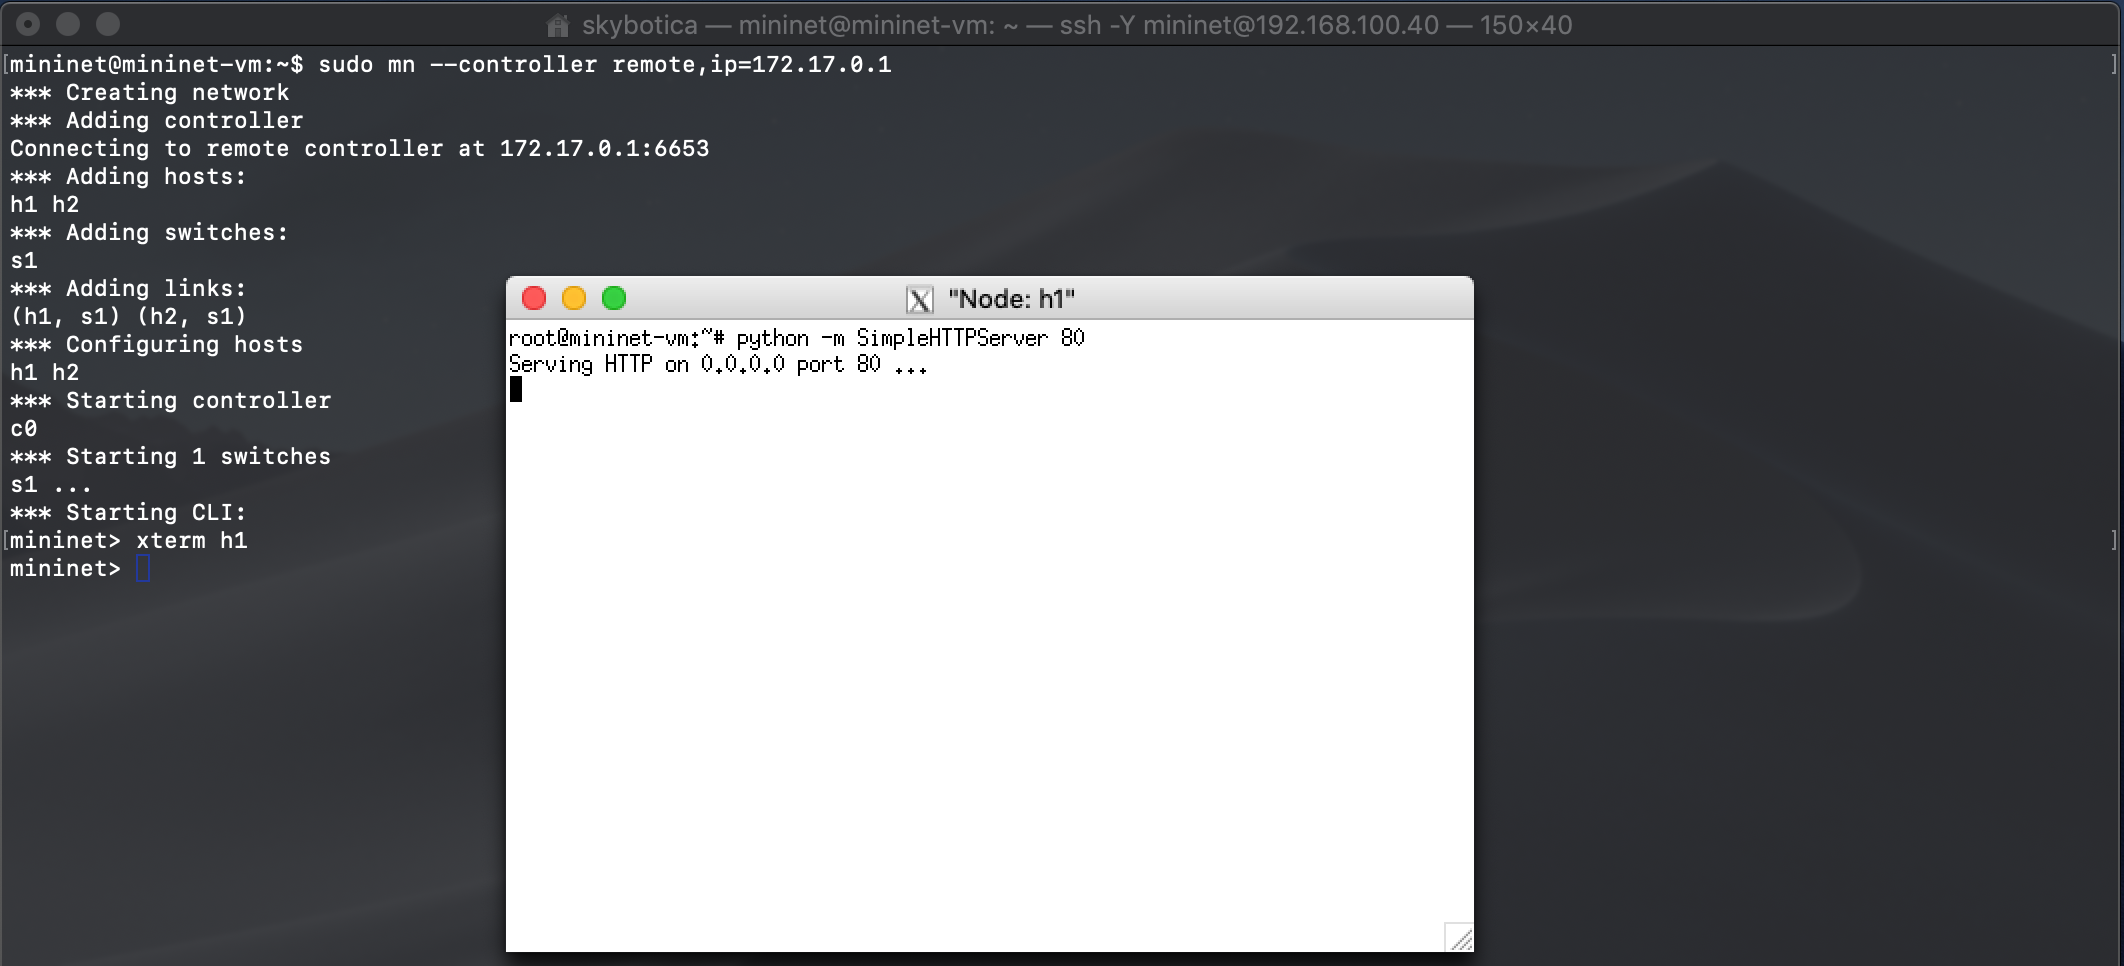 skybotica — mininet@mininet-vm: ~ — ssh -Y mininet@192.168.100.40 — 150×40
[mininet@mininet-vm:~$ sudo mn --controller remote,ip=172.17.0.1 ]
*** Creating network
*** Adding controller
Connecting to remote controller at 172.17.0.1:6653
*** Adding hosts:
h1 h2
*** Adding switches:
s1
*** Adding links:
(h1, s1) (h2, s1)
*** Configuring hosts
h1 h2
*** Starting controller
c0
*** Starting 1 switches
s1 ...
*** Starting CLI:
[mininet> xterm h1 ]
mininet>
X "Node: h1"
root@mininet-vm:~# python -m SimpleHTTPServer 80
Serving HTTP on 0.0.0.0 port 80 ...